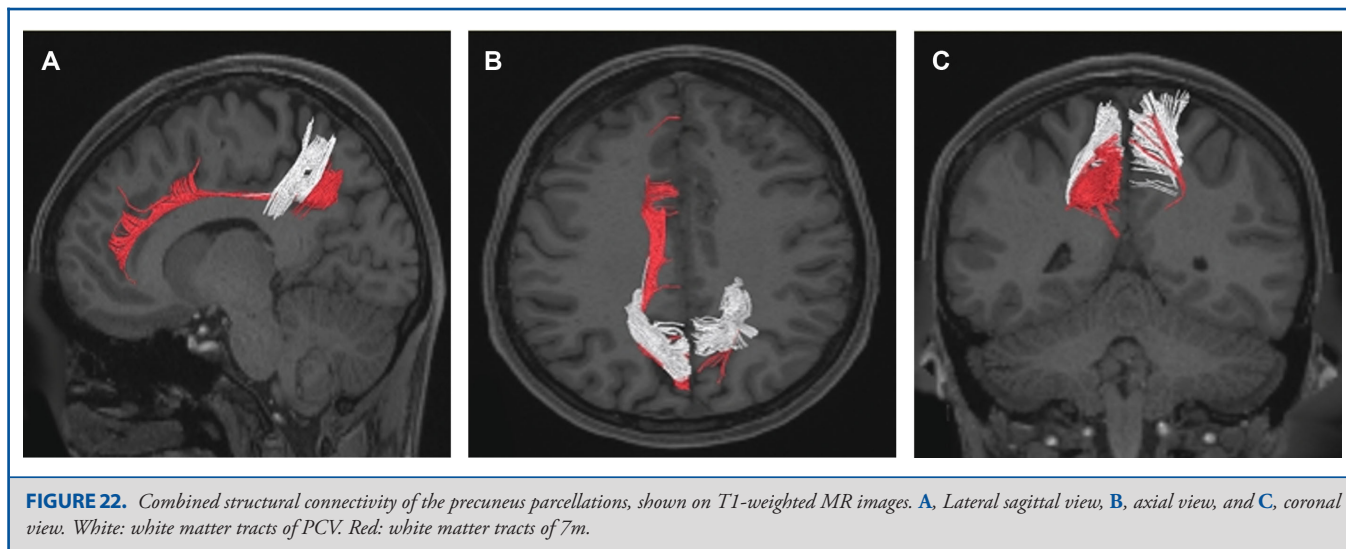 A
B
C
FIGURE 22. Combined structural connectivity of the precuneus parcellations, shown on T1-weighted MR images. A, Lateral sagittal view, B, axial view, and C, coronal
view. White: white matter tracts of PCV. Red: white matter tracts of 7m.